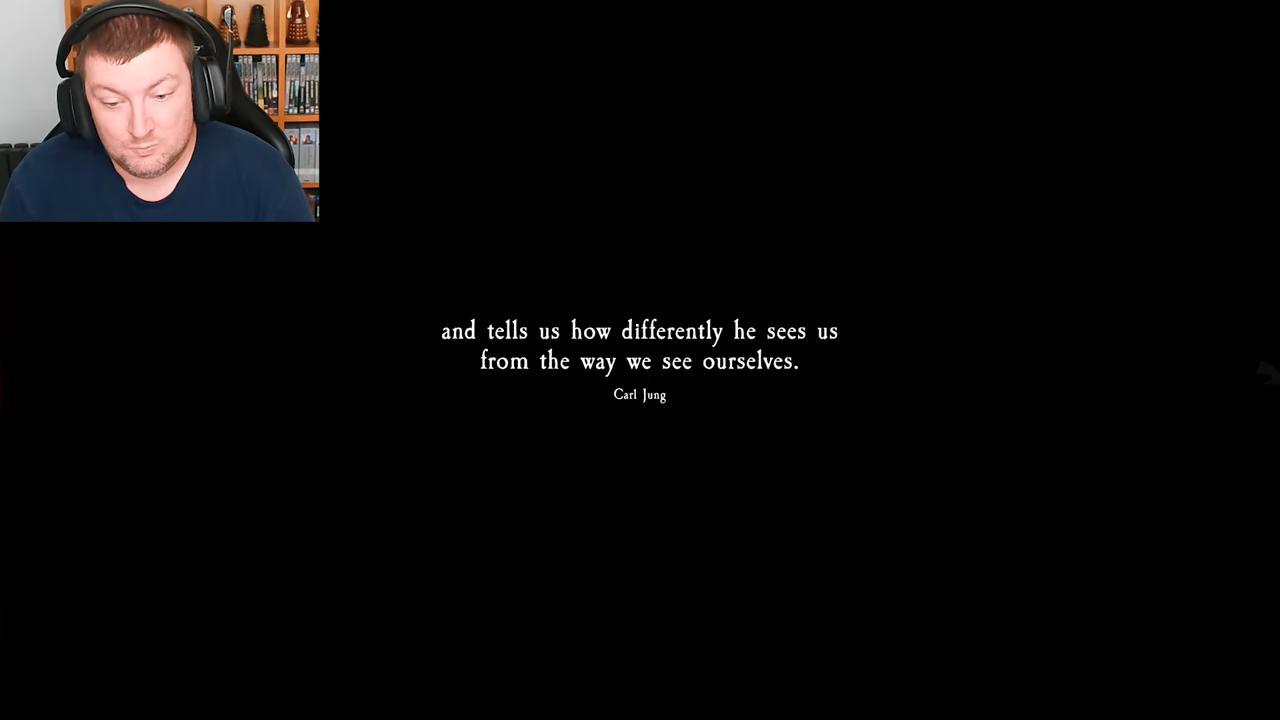 and tells us how differently he sees us
from the way we see ourselves.
Carl Jung